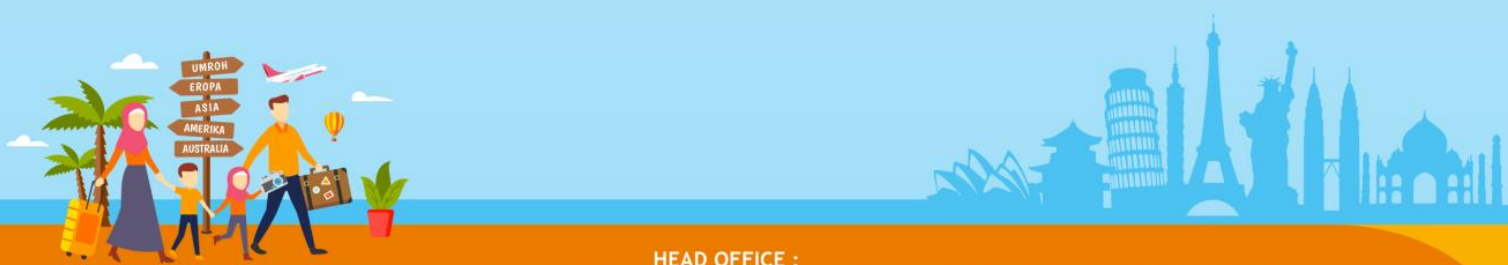 UMROH
EROPA
ASIA
AMERIKA
AUSTRALIA
HEAD OFFICE :